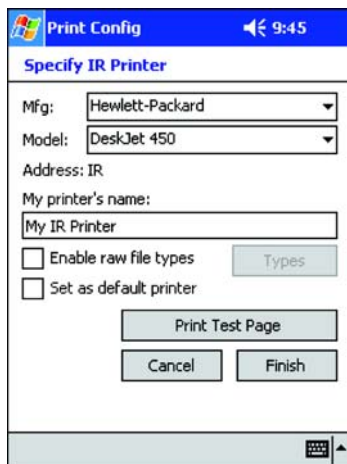 Print Config 9:45
Specify IR Printer
Mfg: Hewlett-Packard
Model: DeskJet 450
Address: IR
My printer's name:
My IR Printer
Enable raw file types Types
Set as default printer
Print Test Page
Cancel Finish